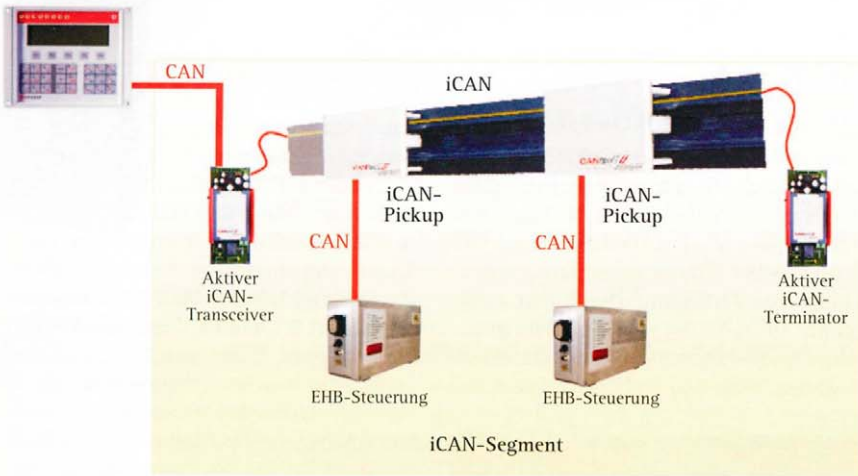 CAN
iCAN
iCAN-
Pickup
iCAN-
Pickup
CAN
CAN
Aktiver
iCAN-
Transceiver
Aktiver
iCAN-
Terminator
EHB-Steuerung
EHB-Steuerung
iCAN-Segment